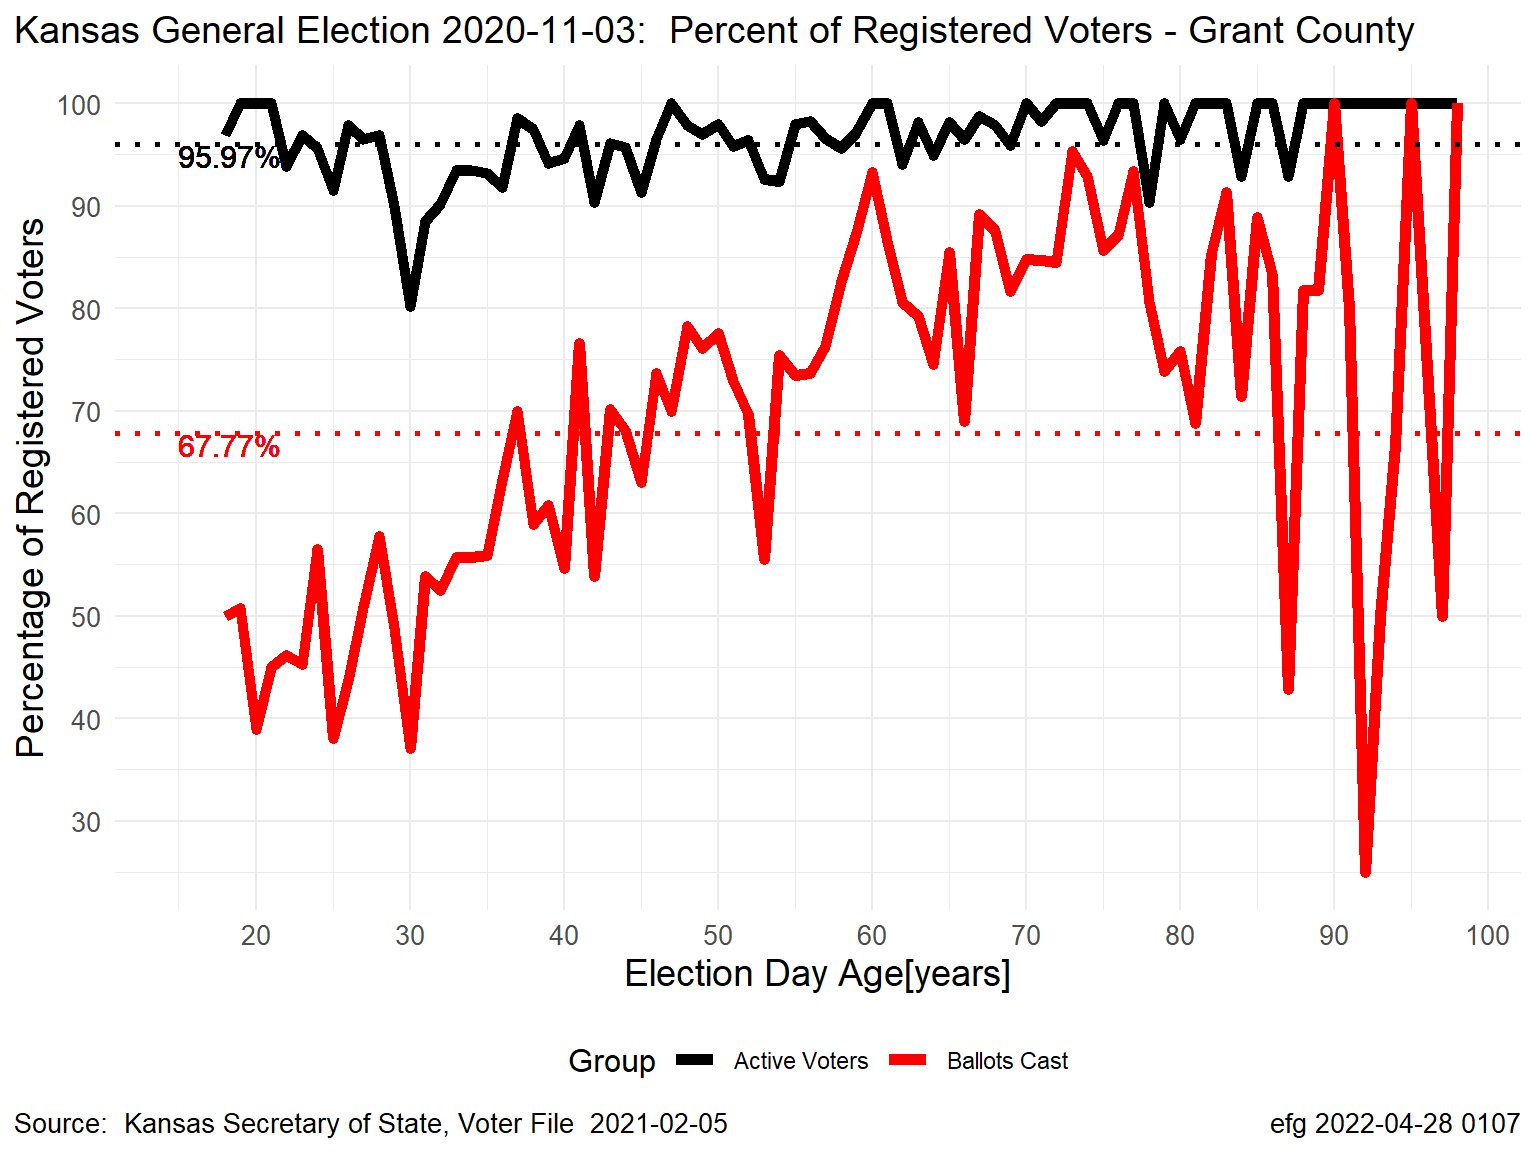 Kansas General Election 2020-11-03:  Percent of Registered Voters - Grant County
Percentage of Registered Voters
100
90
80
70
60
50
40
30
95.97%
67.77%
20 30 40 50 60 70 80 90 100
Election Day Age[years]
Group Active Voters Ballots Cast
Source:  Kansas Secretary of State, Voter File  2021-02-05
efg 2022-04-28 0107